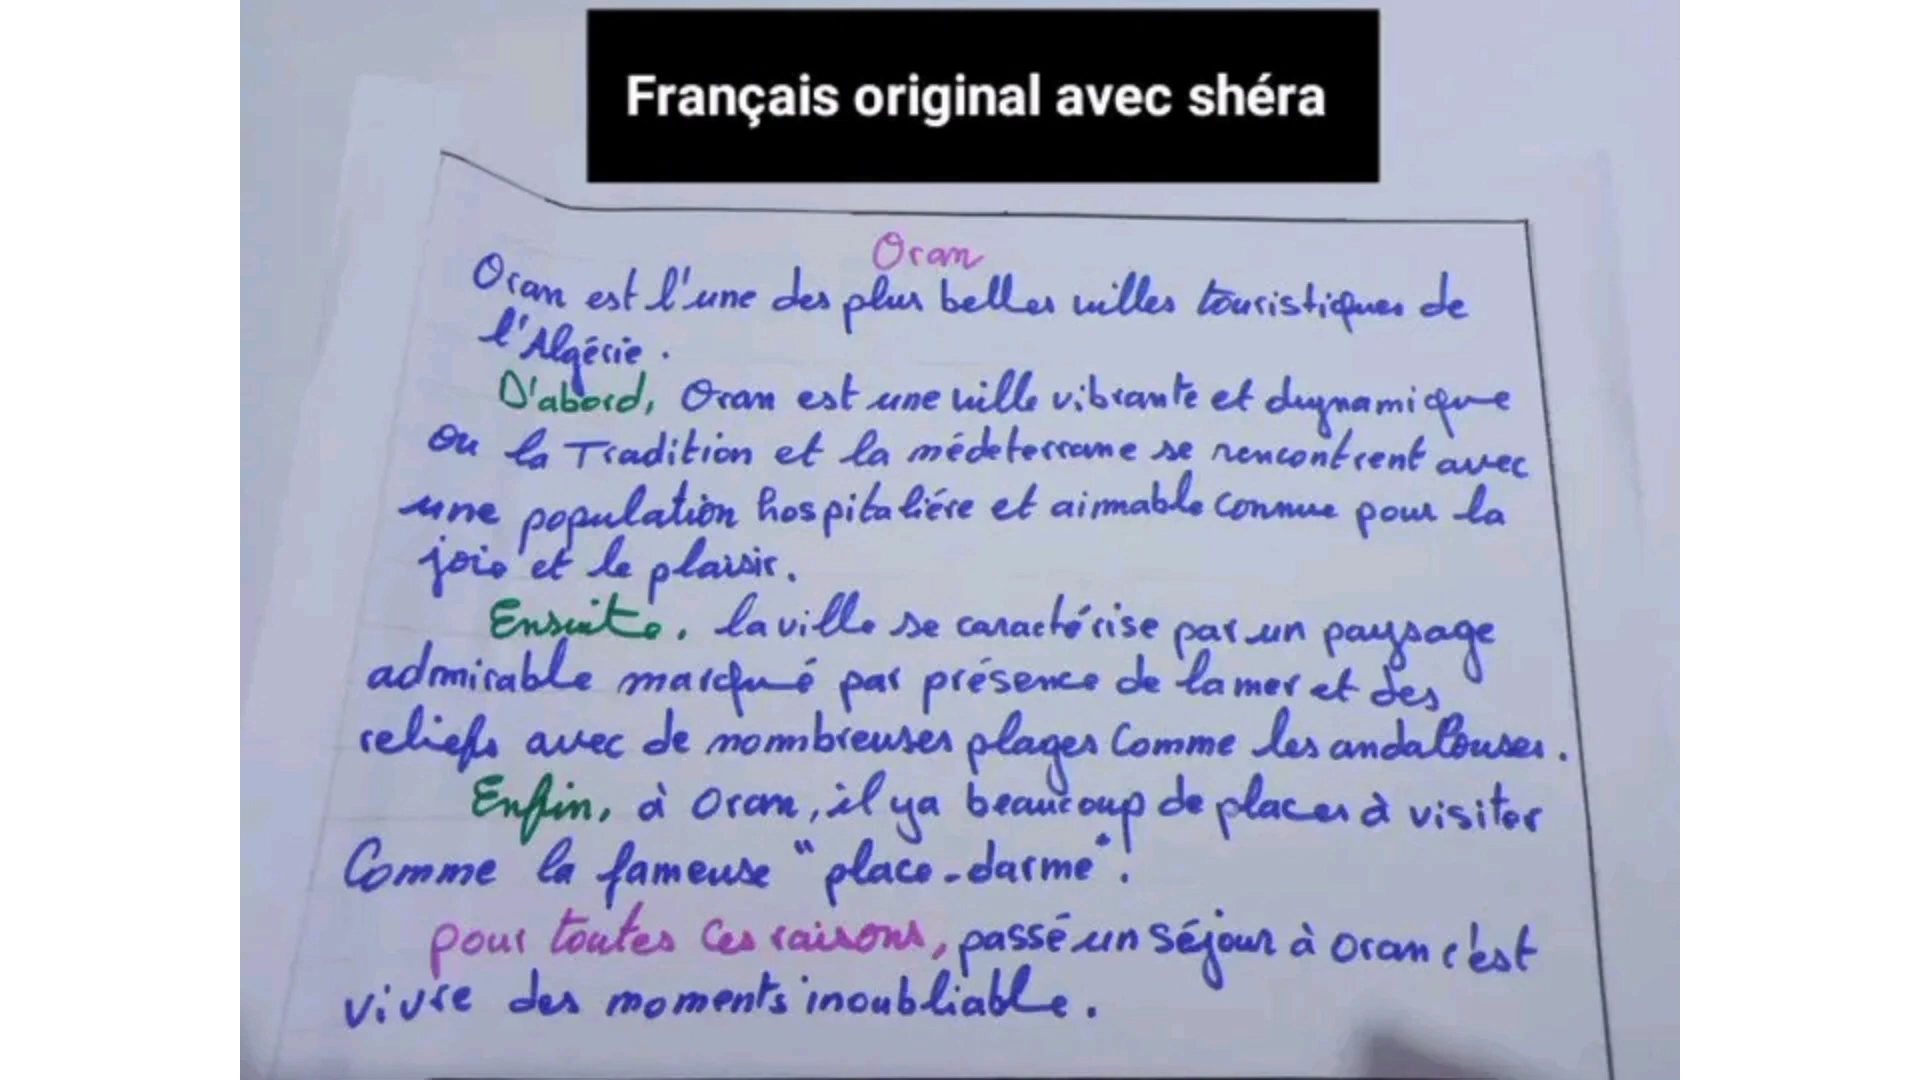 Français original avec shéra
Oran
Oran est l'une des plus belles villes touristiques de
l'Algérie.
D'abord, Oran est une ville vibrante et dynamique
ou la Tradition et la médeterrane se rencontrent avec
une population hospitaliére et aimable connue pour la
joie et le plaisir.
Ensuite, la ville se caractérise par un paysage
admirable marqué par présence de la mer et des
reliefs avec de nombreuses plages Comme les andalouses.
Enfin, à Oran, il ya beaucoup de places à visiter
Comme la fameuse "place-darme".
pour toutes Ces raisons, passé un séjour à Oran c'est
vivre des moments inoubliable.